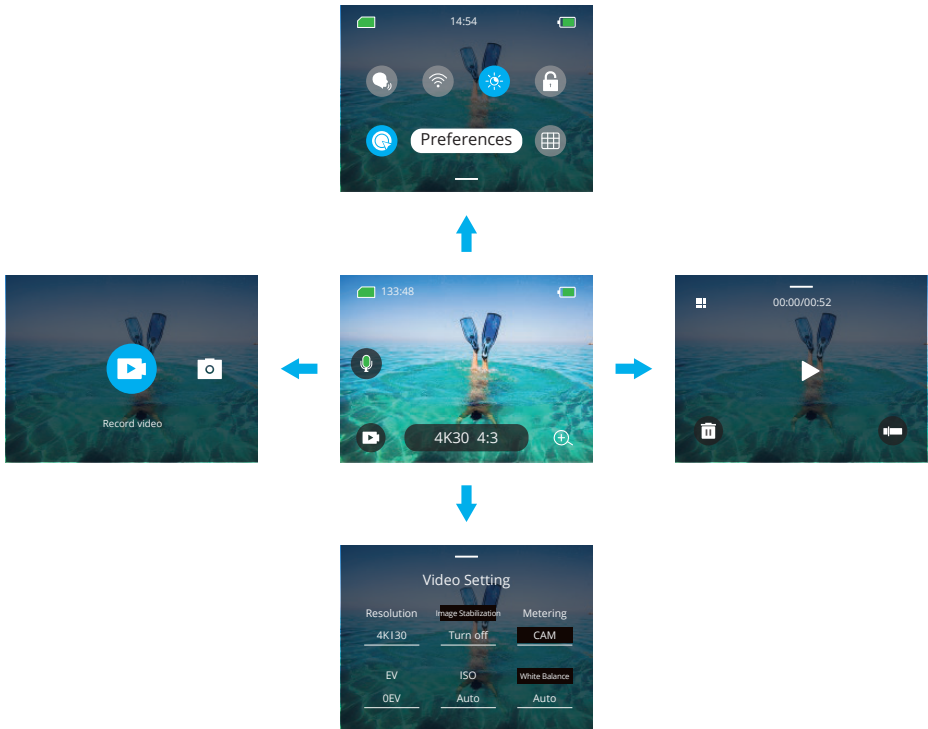 14:54
Preferences
133:48
4K30 4:3
Record video
00:00/00:52
Video Setting
Resolution Image Stabilization Metering
4K|30 Turn off CAM
EV ISO White Balance
0EV Auto Auto